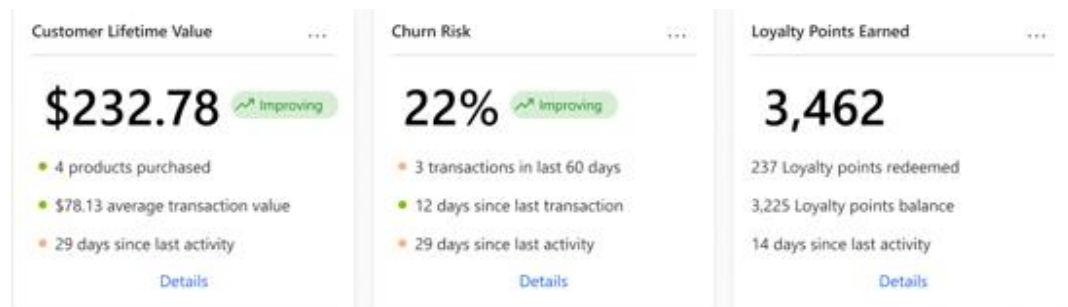 Customer Lifetime Value ...
$232.78 Improving
4 products purchased
$78.13 average transaction value
29 days since last activity
Details
Churn Risk ...
22% Improving
3 transactions in last 60 days
12 days since last transaction
29 days since last activity
Details
Loyalty Points Earned ...
3,462
237 Loyalty points redeemed
3,225 Loyalty points balance
14 days since last activity
Details